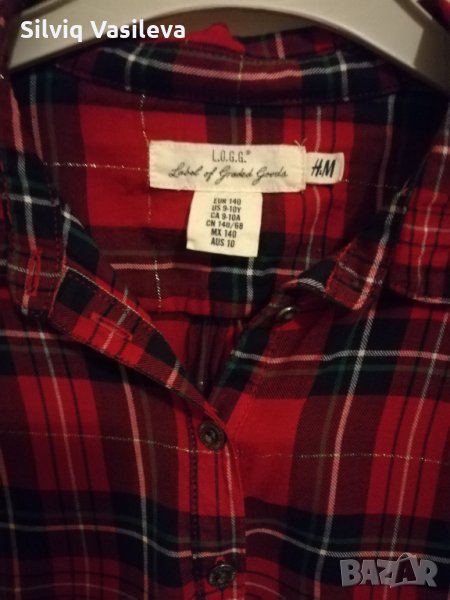 Silviq Vasileva
L.O.G.G.®
Label of Graded Goods
H&M
EUR 140
US 9-10Y
CA 9-10A
CN 140/68
MX 140
AUS 10
BAZAR